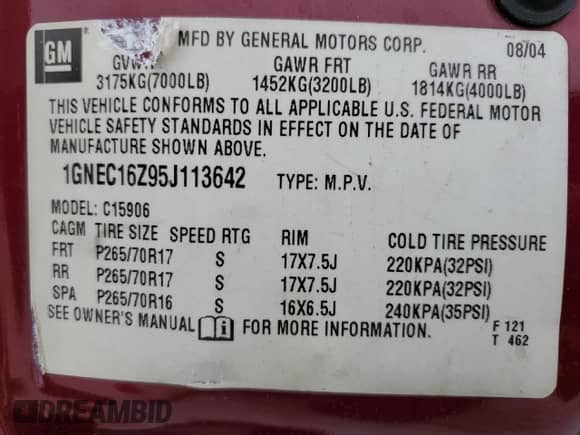 GM
MFD BY GENERAL MOTORS CORP. 08/04
GVWR GAWR FRT GAWR RR
3175KG(7000LB) 1452KG(3200LB) 1814KG(4000LB)
THIS VEHICLE CONFORMS TO ALL APPLICABLE U.S. FEDERAL MOTOR
VEHICLE SAFETY STANDARDS IN EFFECT ON THE DATE OF
MANUFACTURE SHOWN ABOVE.
1GNEC16Z95J113642 TYPE: M.P.V.
MODEL: C15906
CAGM TIRE SIZE SPEED RTG RIM COLD TIRE PRESSURE
FRT P265/70R17 S 17X7.5J 220KPA(32PSI)
RR P265/70R17 S 17X7.5J 220KPA(32PSI)
SPA P265/70R16 S 16X6.5J 240KPA(35PSI)
SEE OWNER'S MANUAL FOR MORE INFORMATION.
F 121
T 462
DREAMBID